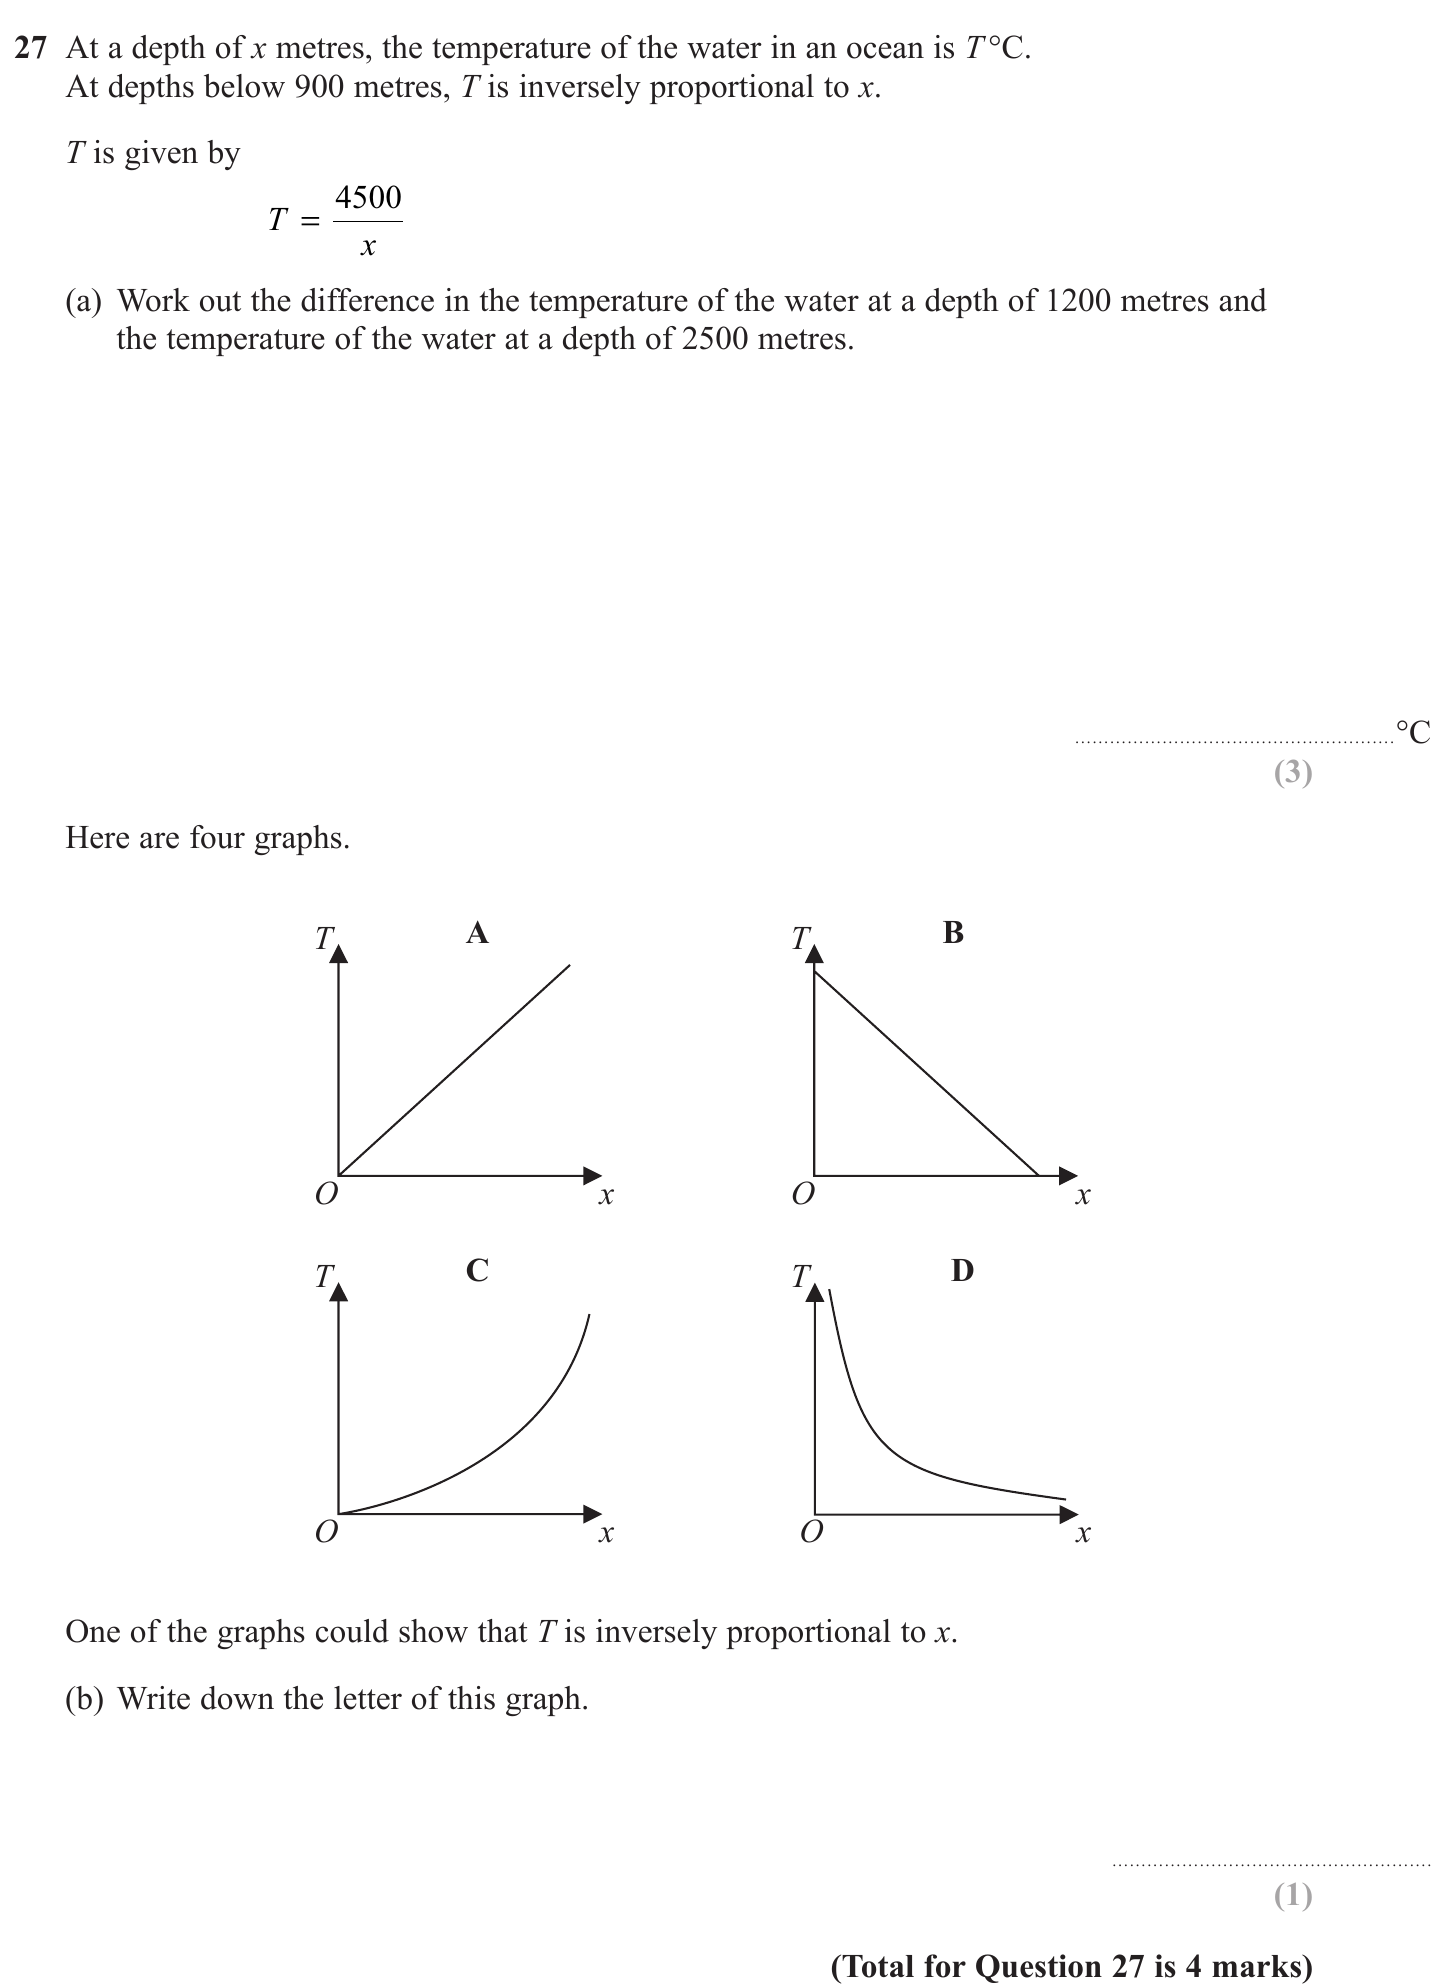 27 At a depth of x metres, the temperature of the water in an ocean is T°C.
At depths below 900 metres, T is inversely proportional to x.
T is given by
T = 4500
x
(a) Work out the difference in the temperature of the water at a depth of 1200 metres and
the temperature of the water at a depth of 2500 metres.
......................................................°C
(3)
Here are four graphs.
T A
O x
T B
O x
T C
O x
T D
O x
One of the graphs could show that T is inversely proportional to x.
(b) Write down the letter of this graph.
......................................................
(1)
(Total for Question 27 is 4 marks)